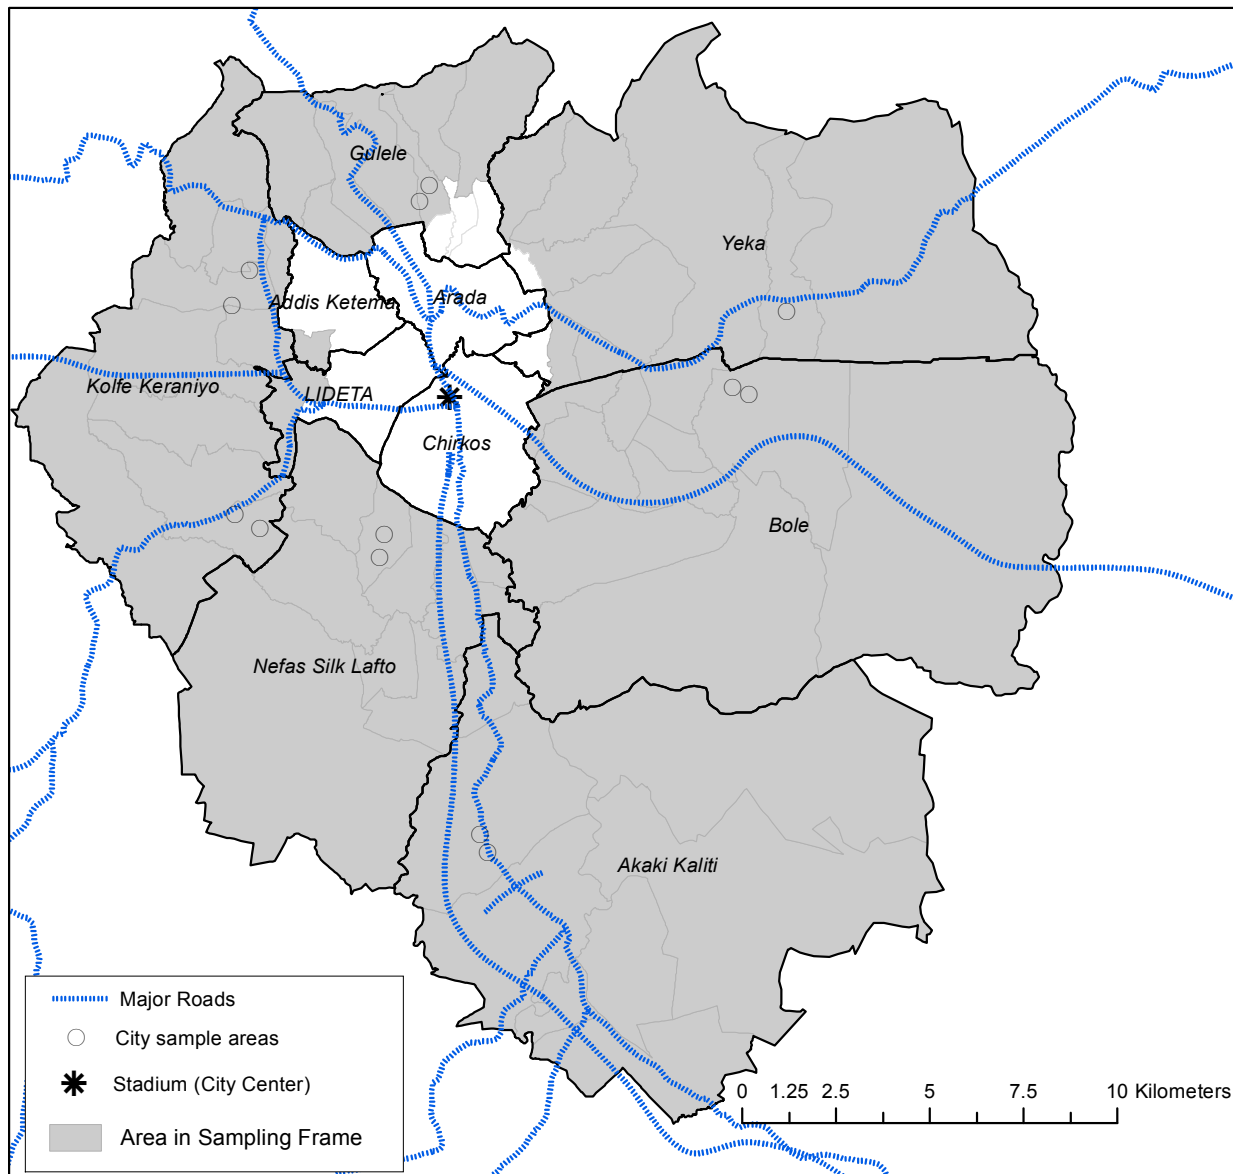 Gulele
Yeka
Addis Ketema
Arada
Kolfe Keraniyo
LIDETA
Chirkos
Bole
Nefas Silk Lafto
Akaki Kaliti
Major Roads
City sample areas
Stadium (City Center)
Area in Sampling Frame
0 1.25 2.5 5 7.5 10 Kilometers